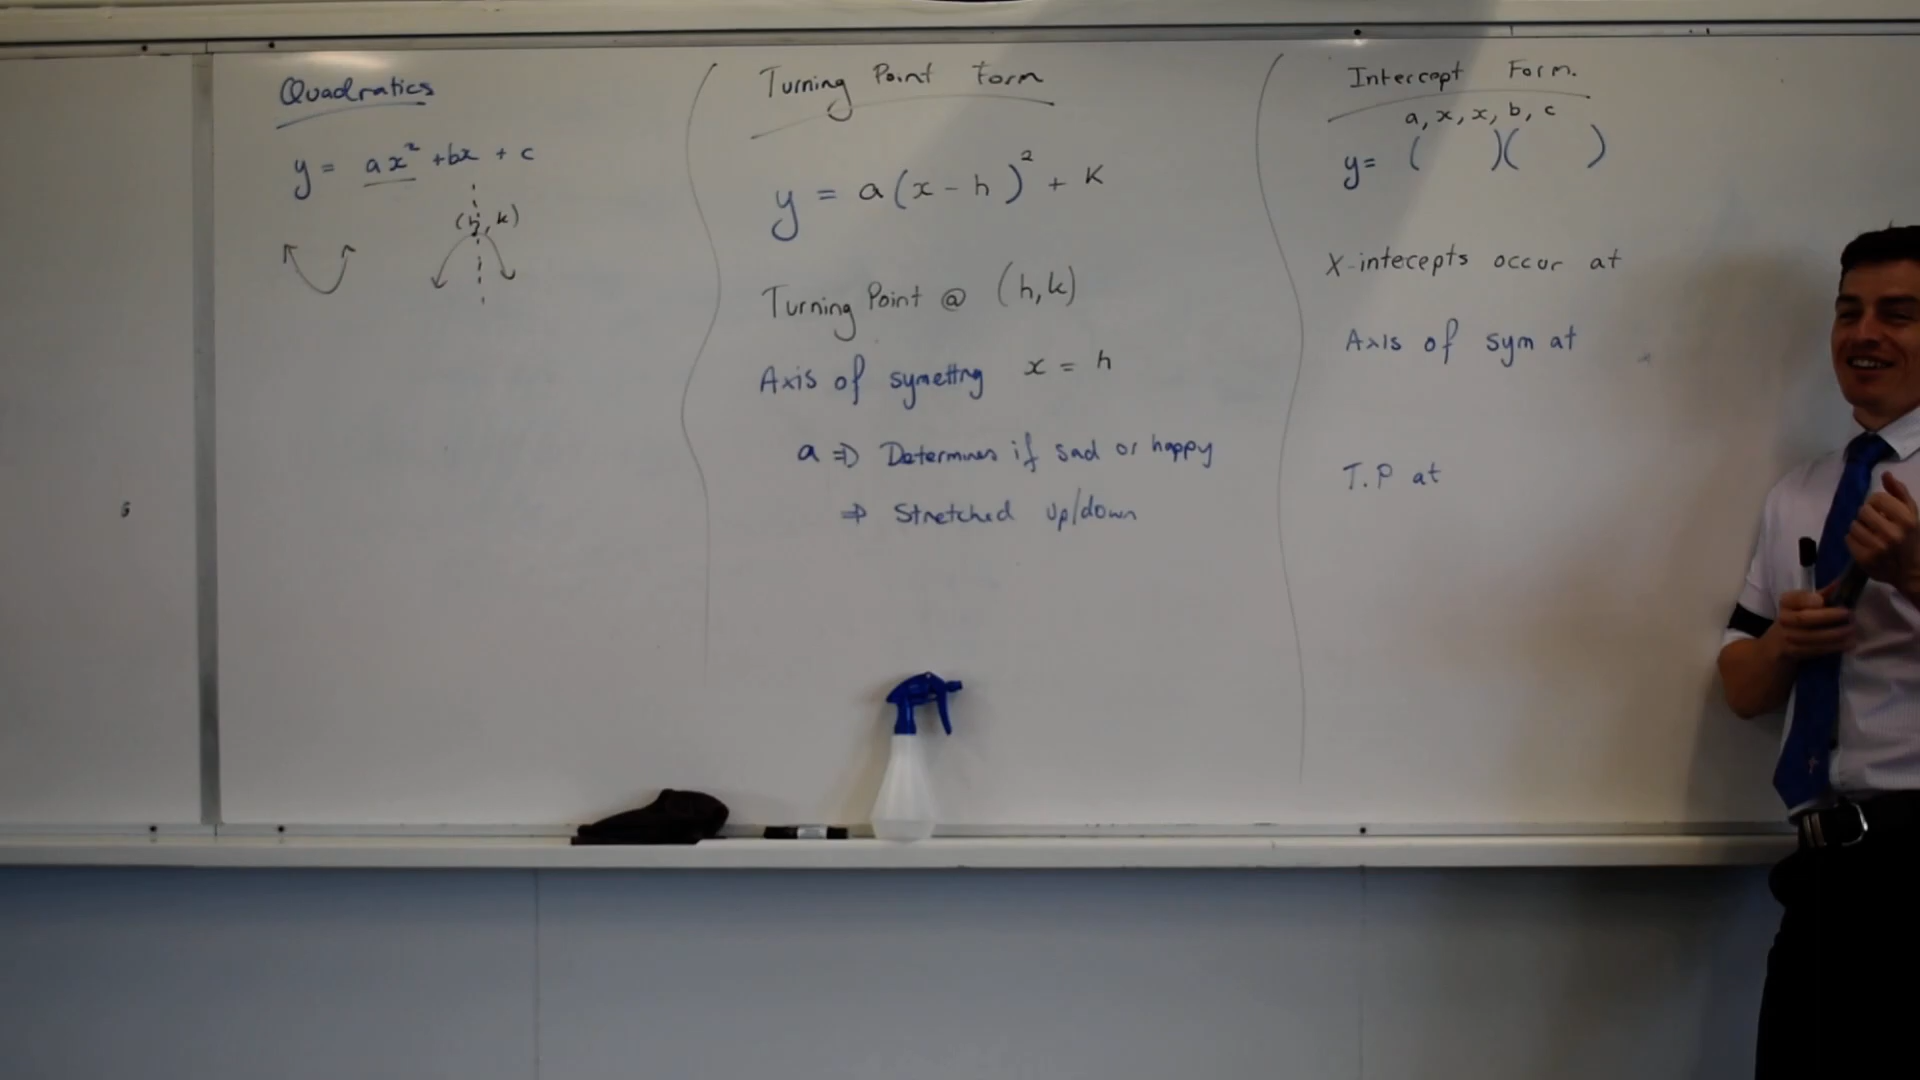 Quadratics
y = ax² + bx + c
(h, k)
Turning Point Form
y = a(x - h)² + K
Turning Point @ (h, k)
Axis of symettry x = h
a ⇒ Determines if sad or happy
⇒ Stretched up/down
Intercept Form.
a, x, x, b, c
y= ( )( )
X-intecepts occur at
Axis of sym at
T.P at